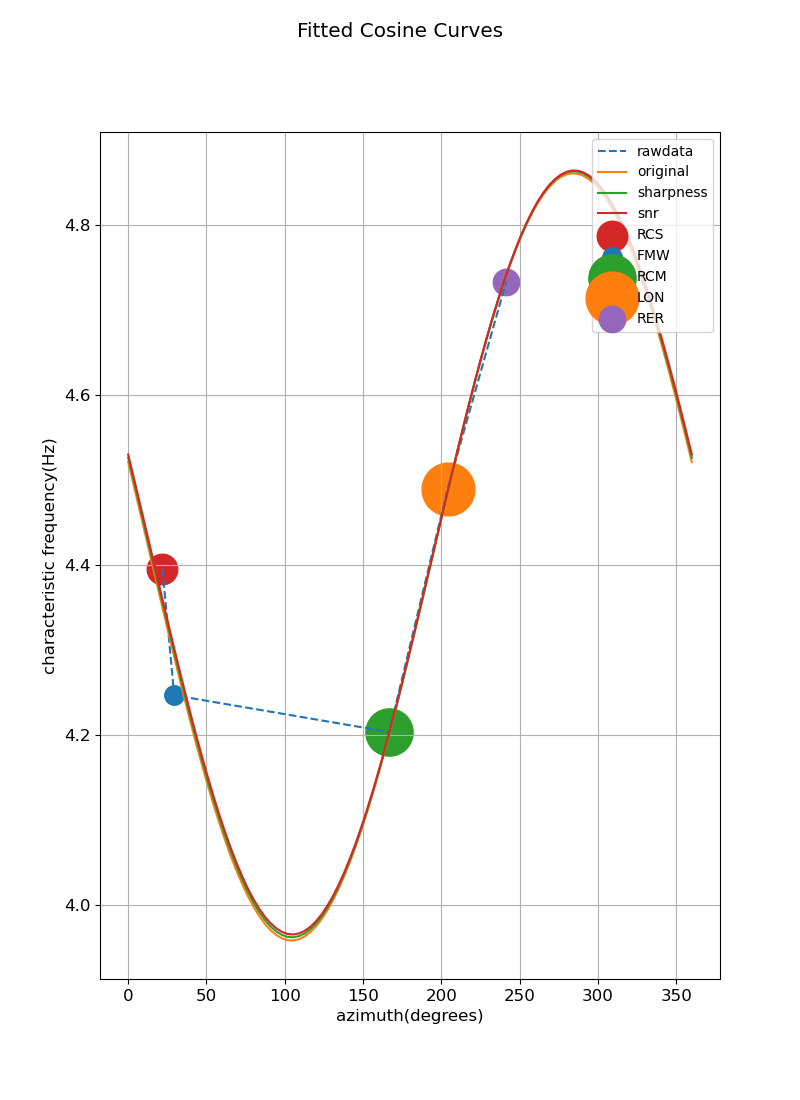 Fitted Cosine Curves
rawdata
original
sharpness
snr
RCS
FMW
RCM
LON
RER
characteristic frequency(Hz)
4.8
4.6
4.4
4.2
4.0
0 50 100 150 200 250 300 350
azimuth(degrees)